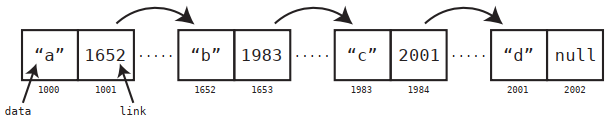 “a” 1652 “b” 1983 “c” 2001 “d” null
1000 1001 1652 1653 1983 1984 2001 2002
data link